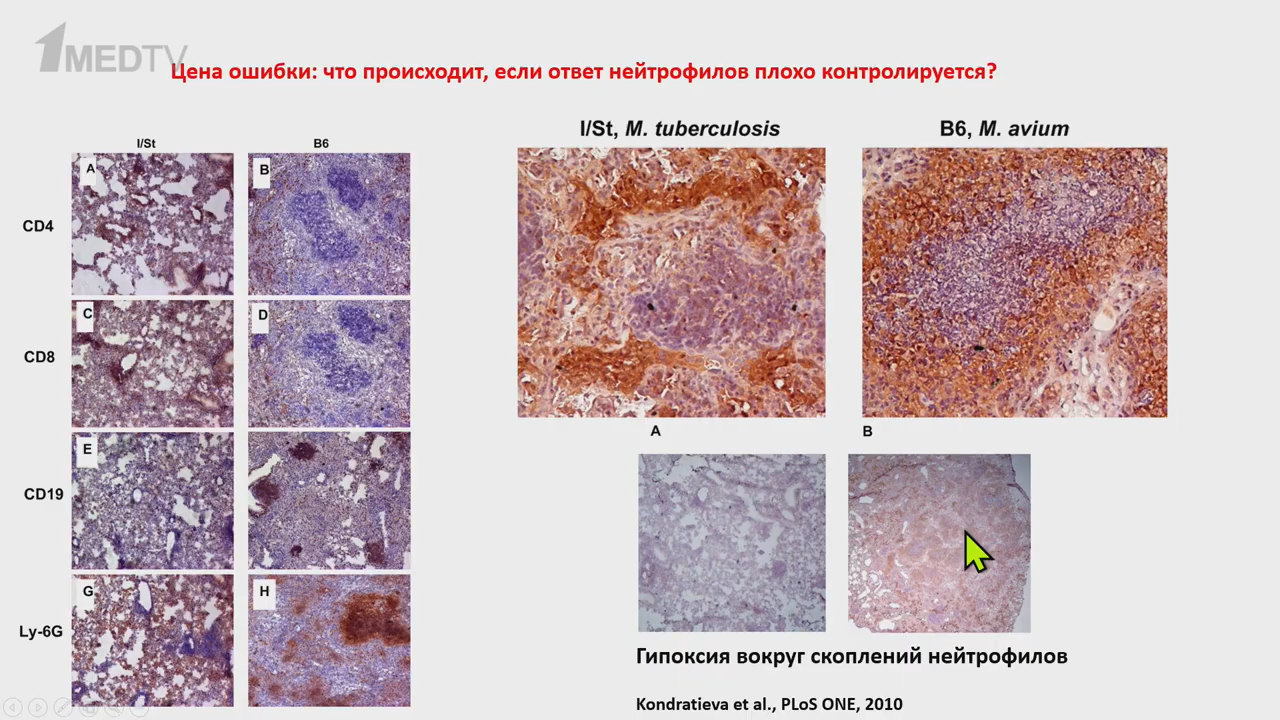 1MEDTV
Цена ошибки: что происходит, если ответ нейтрофилов плохо контролируется?
I/St
B6
CD4
A
B
CD8
C
D
CD19
E
Ly-6G
G
H
I/St, M. tuberculosis
B6, M. avium
A
B
Гипоксия вокруг скоплений нейтрофилов
Kondratieva et al., PLoS ONE, 2010